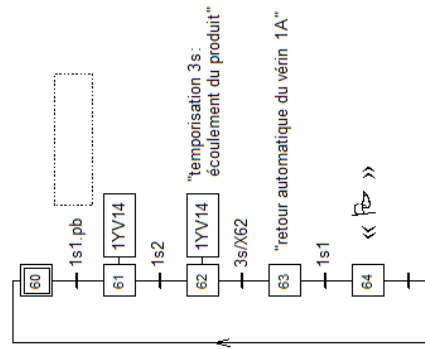 60
1s1.pb
61
1YV14
1s2
62
1YV14
"temporisation 3s:
écoulement du produit"
3s/X62
63
"retour automatique du vérin 1A"
1s1
64